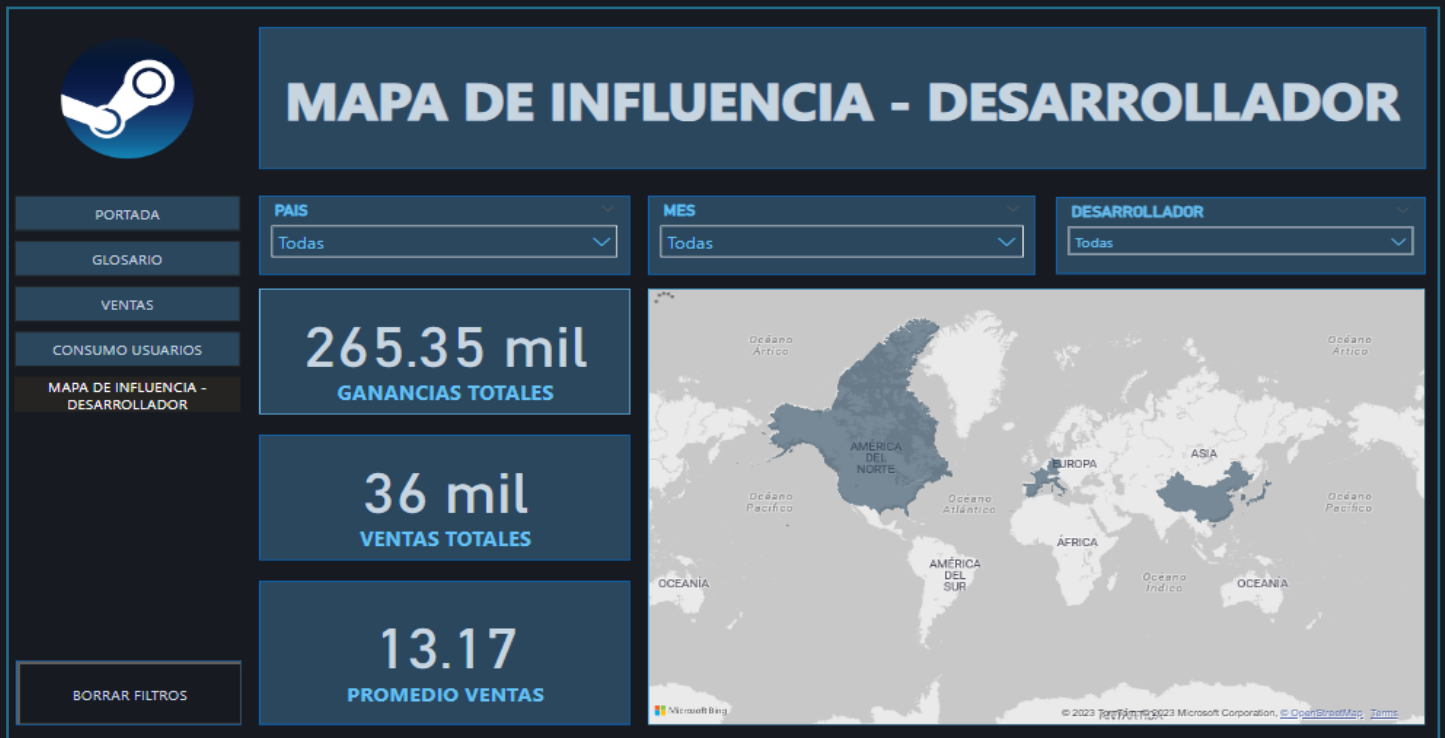 MAPA DE INFLUENCIA - DESARROLLADOR
PORTADA
GLOSARIO
VENTAS
CONSUMO USUARIOS
MAPA DE INFLUENCIA -
DESARROLLADOR
BORRAR FILTROS
PAIS
Todas
MES
Todas
DESARROLLADOR
Todas
265.35 mil
GANANCIAS TOTALES
36 mil
VENTAS TOTALES
13.17
PROMEDIO VENTAS
Océano
Ártico
Océano
Ártico
AMÉRICA
DEL
NORTE
EUROPA
ASIA
Océano
Pacífico
Océano
Atlántico
Océano
Pacífico
ÁFRICA
AMÉRICA
DEL
SUR
OCEANÍA
Océano
Índico
OCEANÍA
Microsoft Bing
© 2023 TomTom, © 2023 Microsoft Corporation, © OpenStreetMap Terms